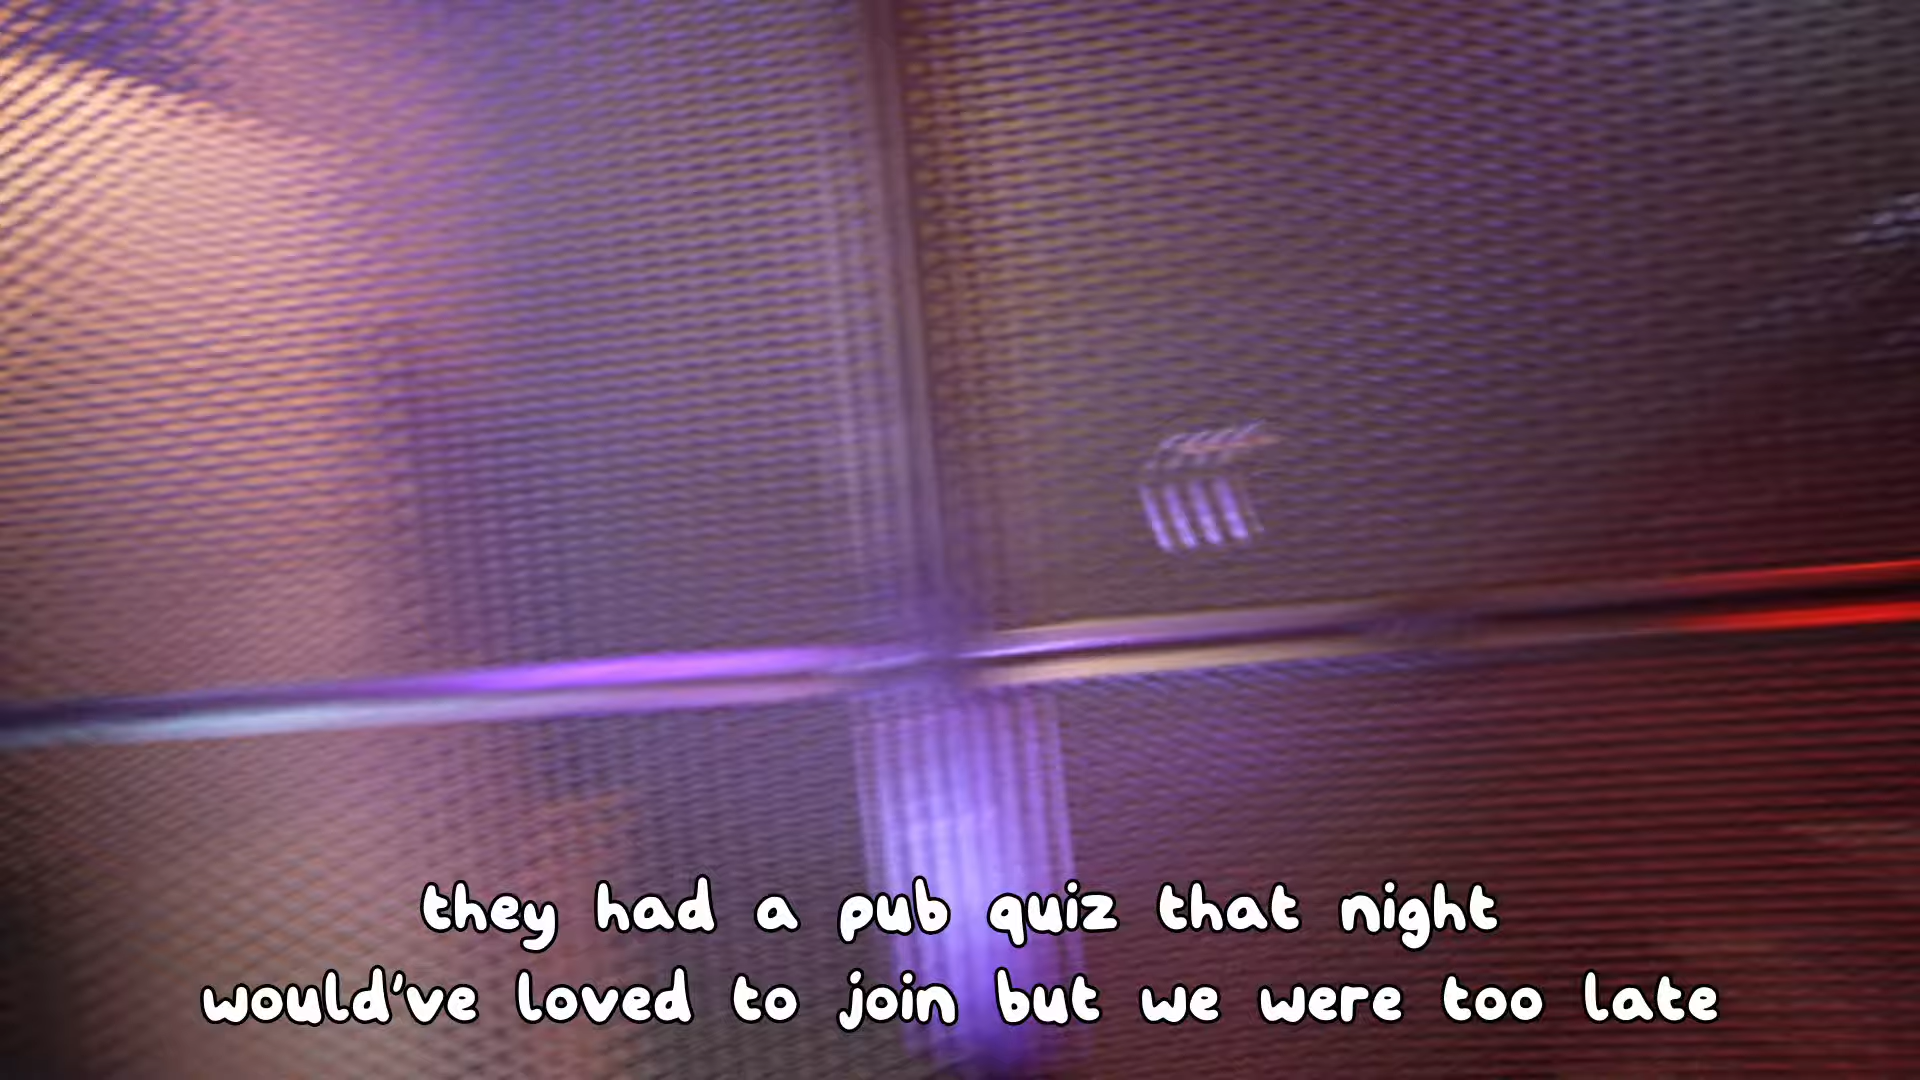 they had a pub quiz that night
would've loved to join but we were too late